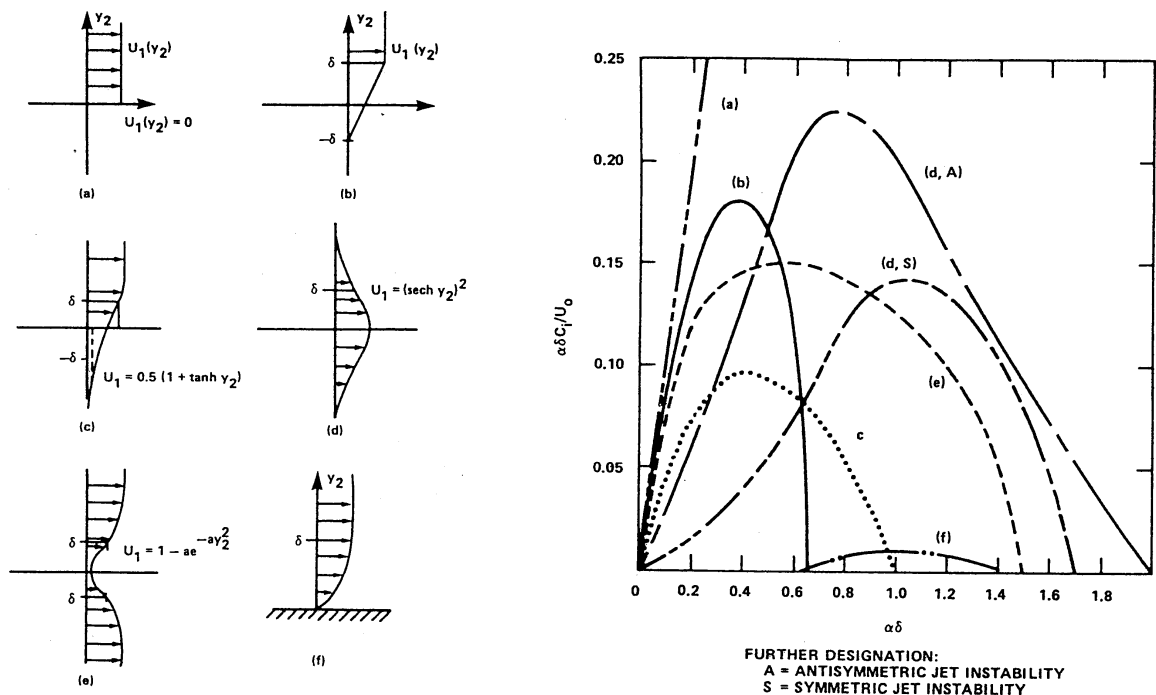 y2
U1(y2)
U1(y2) = 0
(a)
y2
δ
U1 (y2)
−δ
(b)
δ
−δ
U1 = 0.5 (1 + tanh y2)
(c)
δ
U1 = (sech y2)^2
(d)
δ
U1 = 1 − ae^−ay2^2
δ
(e)
y2
δ
(f)
0.25
0.20
0.15
0.10
0.05
αδCi/Uo
(a)
(b)
(d, A)
(d, S)
(e)
c
(f)
0 0.2 0.4 0.6 0.8 1.0 1.2 1.4 1.6 1.8
αδ
FURTHER DESIGNATION:
A = ANTISYMMETRIC JET INSTABILITY
S = SYMMETRIC JET INSTABILITY